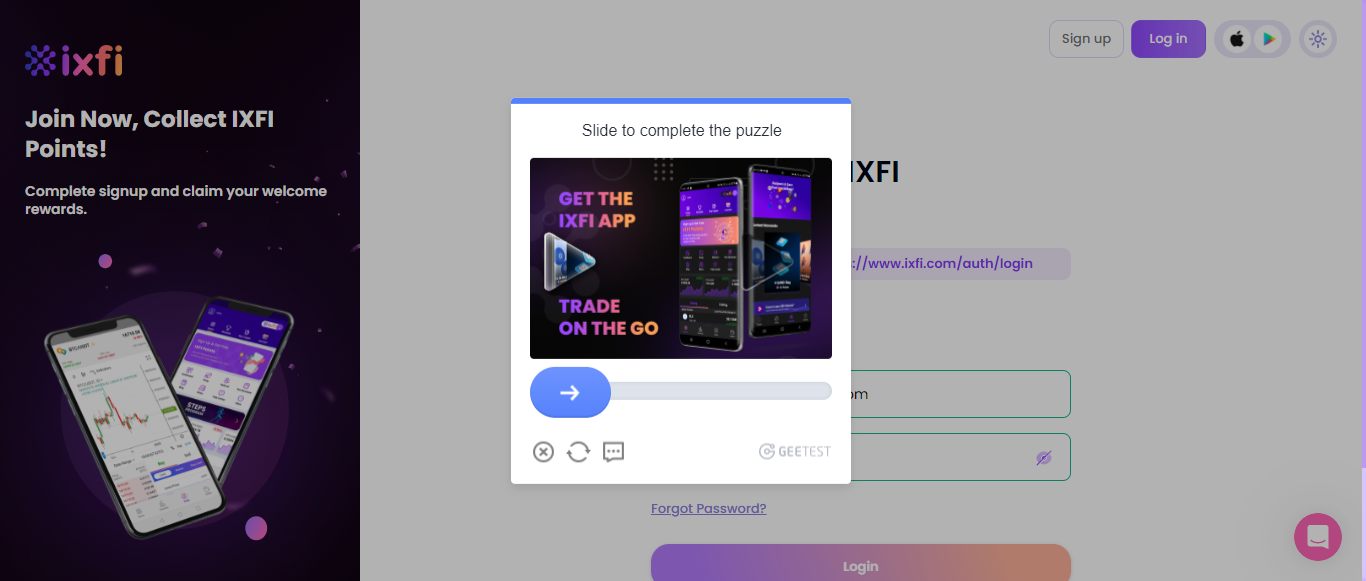 ixfi
Join Now, Collect IXFI
Points!
Complete signup and claim your welcome
rewards.
Sign up
Log in
Slide to complete the puzzle
GET THE
IXFI APP
TRADE
ON THE GO
GEETEST
IXFI
://www.ixfi.com/auth/login
om
Forgot Password?
Login